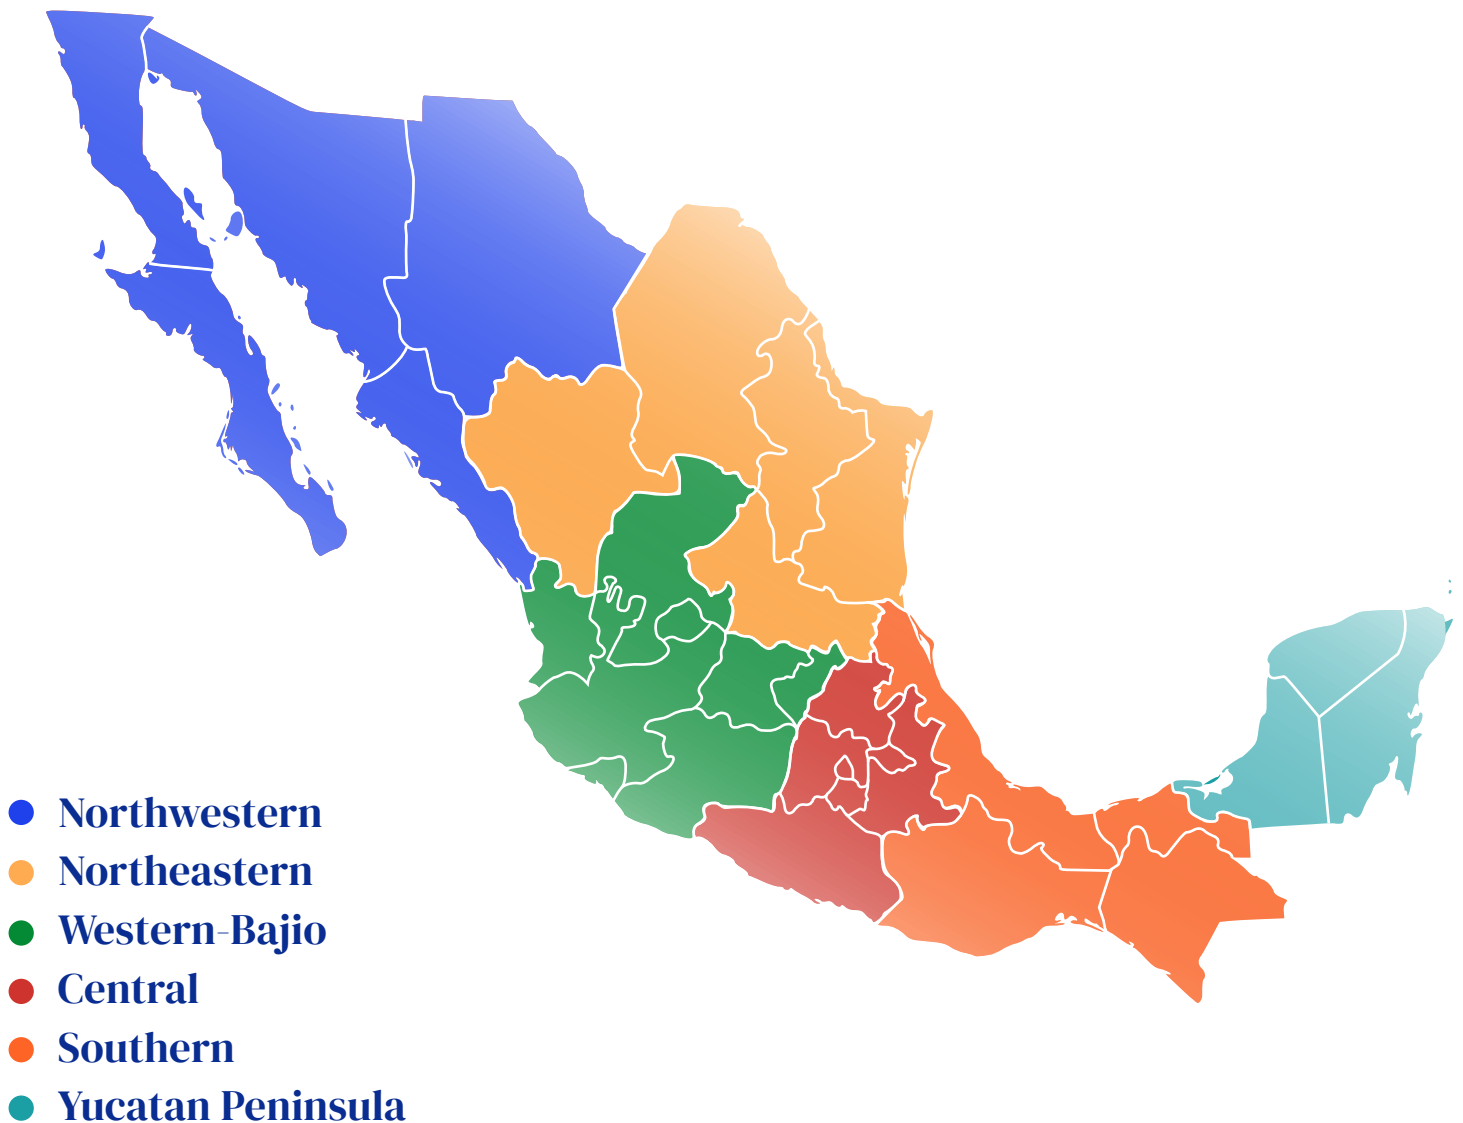 Northwestern
Northeastern
Western-Bajio
Central
Southern
Yucatan Peninsula